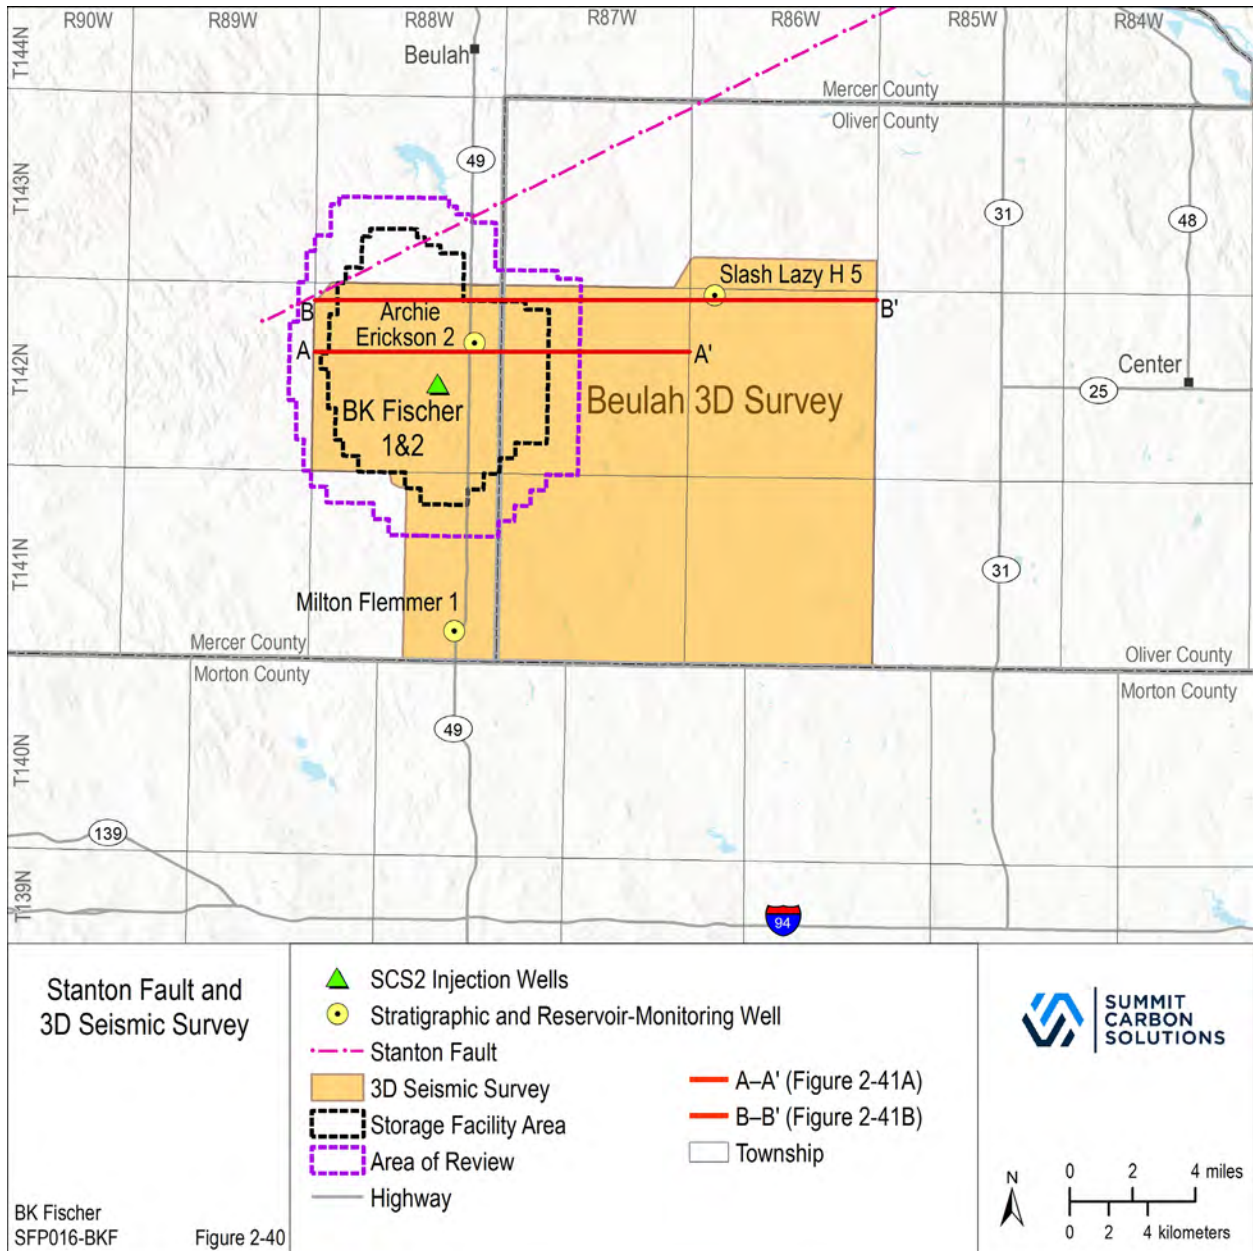 R90W
R89W
R88W
R87W
R86W
R85W
R84W
T144N
Beulah
Mercer County
Oliver County
49
T143N
31
48
Slash Lazy H 5
B
Archie
Erickson 2
B'
A
A'
T142N
Center
BK Fischer
1&2
Beulah 3D Survey
25
T141N
31
Milton Flemmer 1
Mercer County
Morton County
Oliver County
Morton County
49
T140N
139
T139N
94
Stanton Fault and
3D Seismic Survey
BK Fischer
SFP016-BKF
Figure 2-40
SCS2 Injection Wells
Stratigraphic and Reservoir-Monitoring Well
Stanton Fault
3D Seismic Survey
Storage Facility Area
Area of Review
Highway
A–A' (Figure 2-41A)
B–B' (Figure 2-41B)
Township
SUMMIT
CARBON
SOLUTIONS
N
0 2 4 miles
0 2 4 kilometers